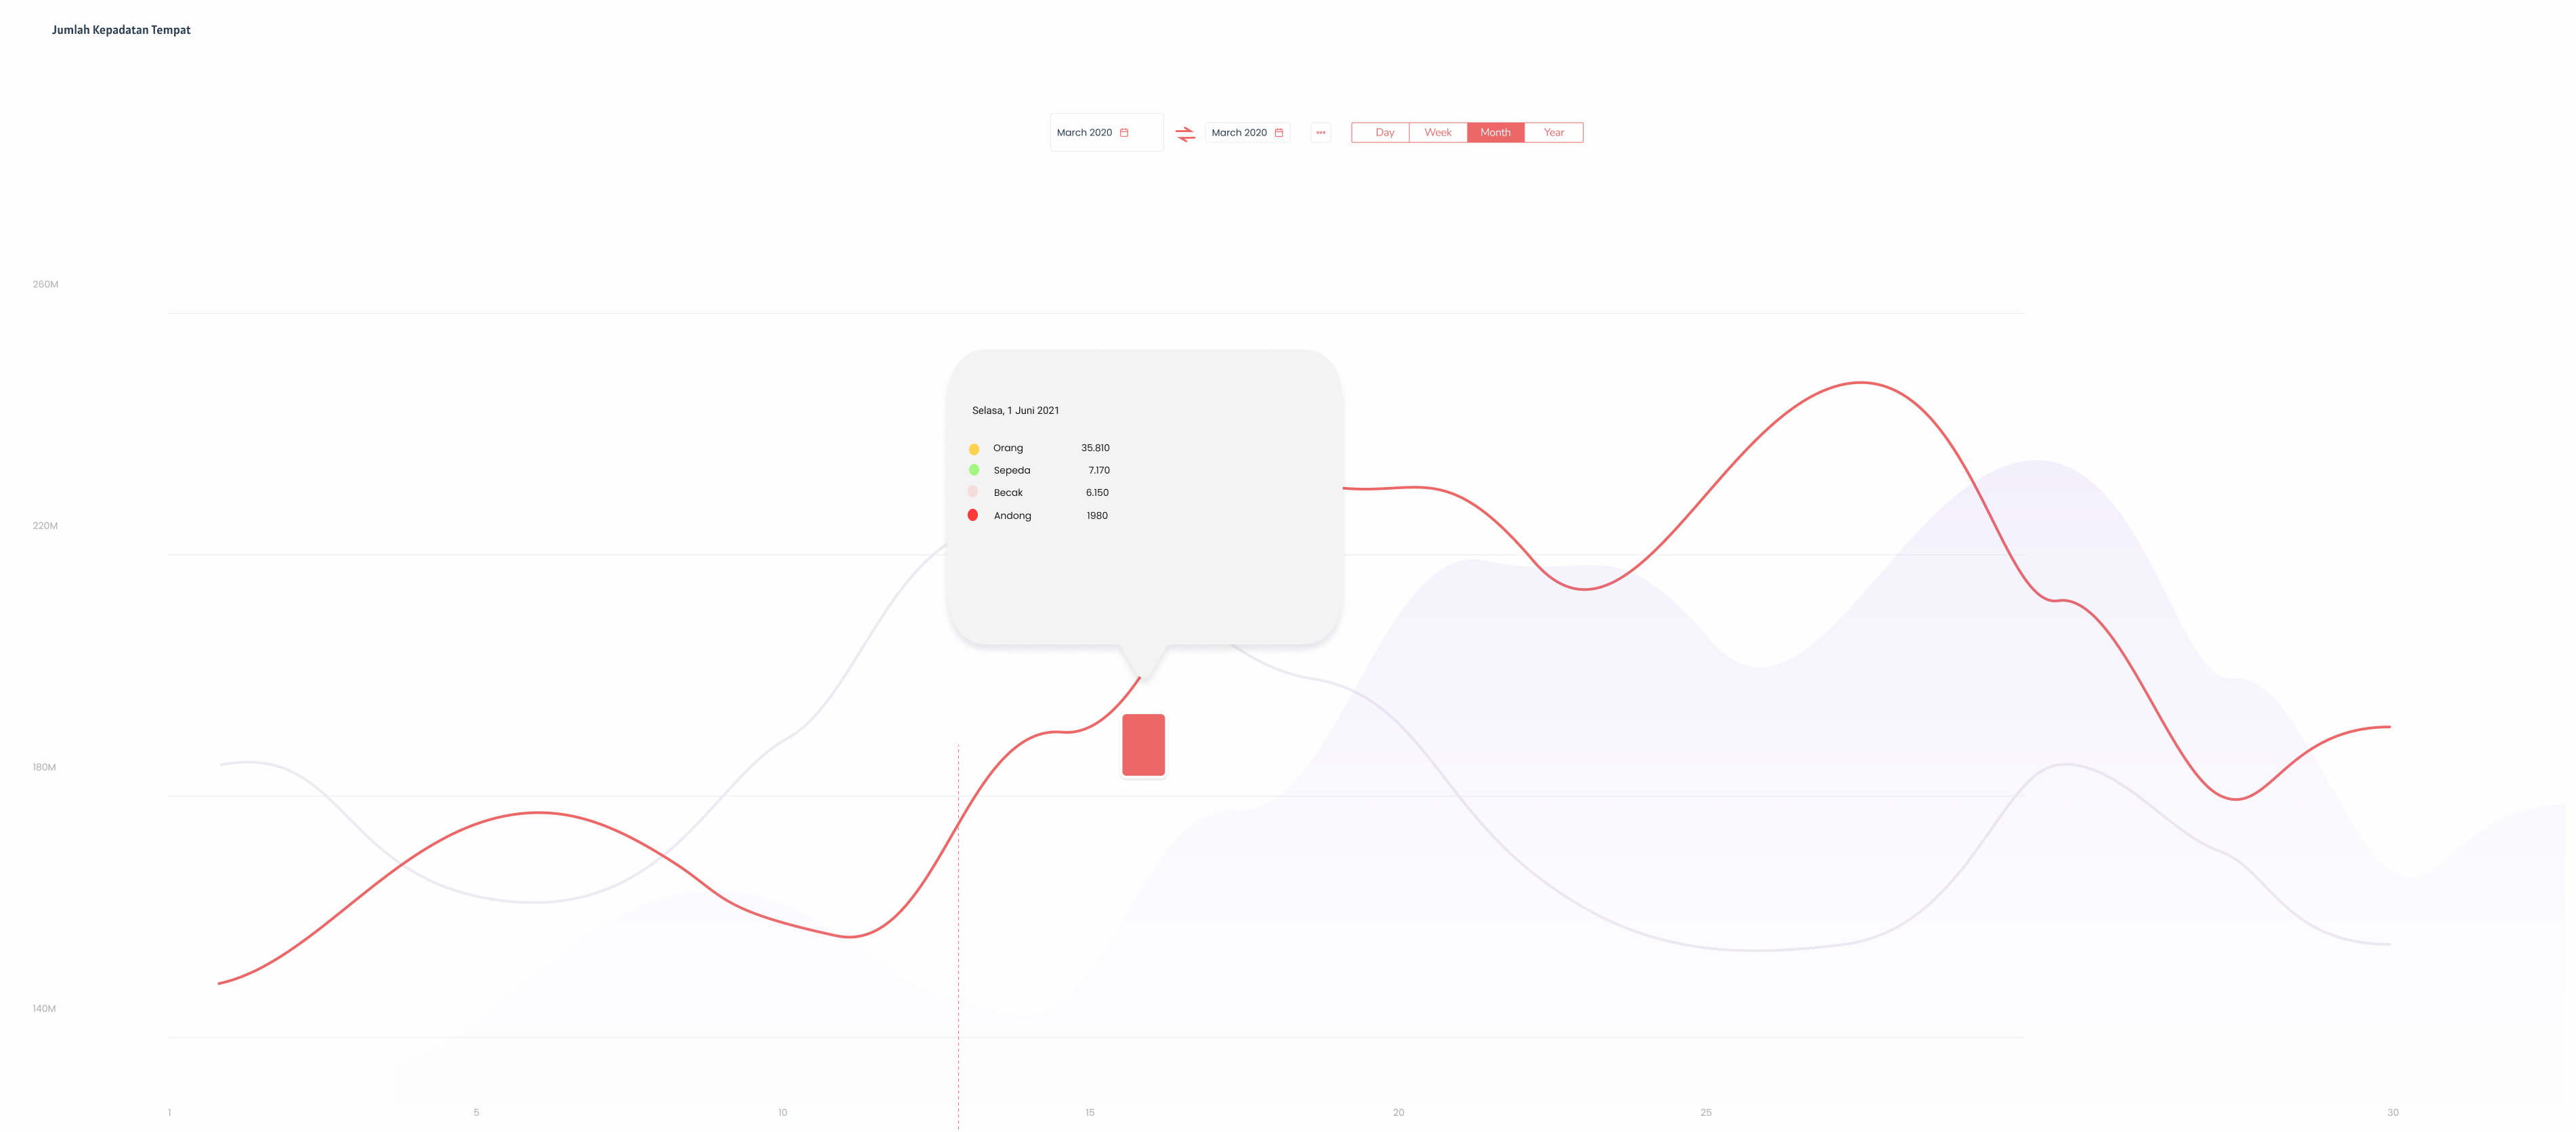 Jumlah Kepadatan Tempat
March 2020 March 2020 ••• Day Week Month Year
260M
Selasa, 1 Juni 2021
Orang 35.810
Sepeda 7.170
Becak 6.150
Andong 1980
220M
180M
140M
1 5 10 15 20 25 30